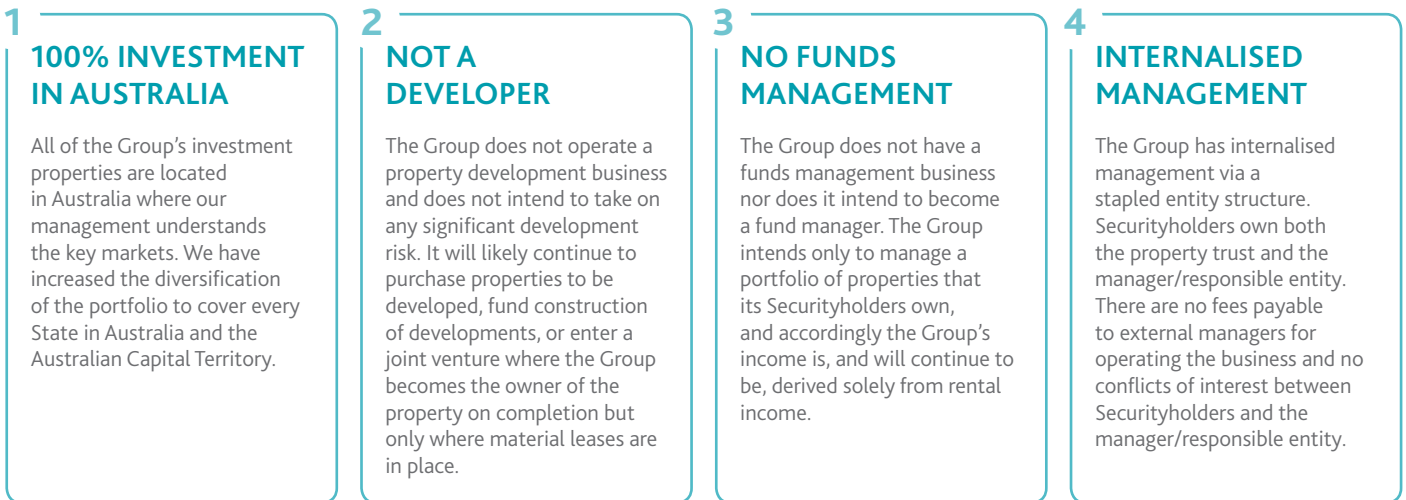 1
100% INVESTMENT
IN AUSTRALIA
All of the Group’s investment
properties are located
in Australia where our
management understands
the key markets. We have
increased the diversification
of the portfolio to cover every
State in Australia and the
Australian Capital Territory.
2
NOT A
DEVELOPER
The Group does not operate a
property development business
and does not intend to take on
any significant development
risk. It will likely continue to
purchase properties to be
developed, fund construction
of developments, or enter a
joint venture where the Group
becomes the owner of the
property on completion but
only where material leases are
in place.
3
NO FUNDS
MANAGEMENT
The Group does not have a
funds management business
nor does it intend to become
a fund manager. The Group
intends only to manage a
portfolio of properties that
its Securityholders own,
and accordingly the Group’s
income is, and will continue to
be, derived solely from rental
income.
4
INTERNALISED
MANAGEMENT
The Group has internalised
management via a
stapled entity structure.
Securityholders own both
the property trust and the
manager/responsible entity.
There are no fees payable
to external managers for
operating the business and no
conflicts of interest between
Securityholders and the
manager/responsible entity.